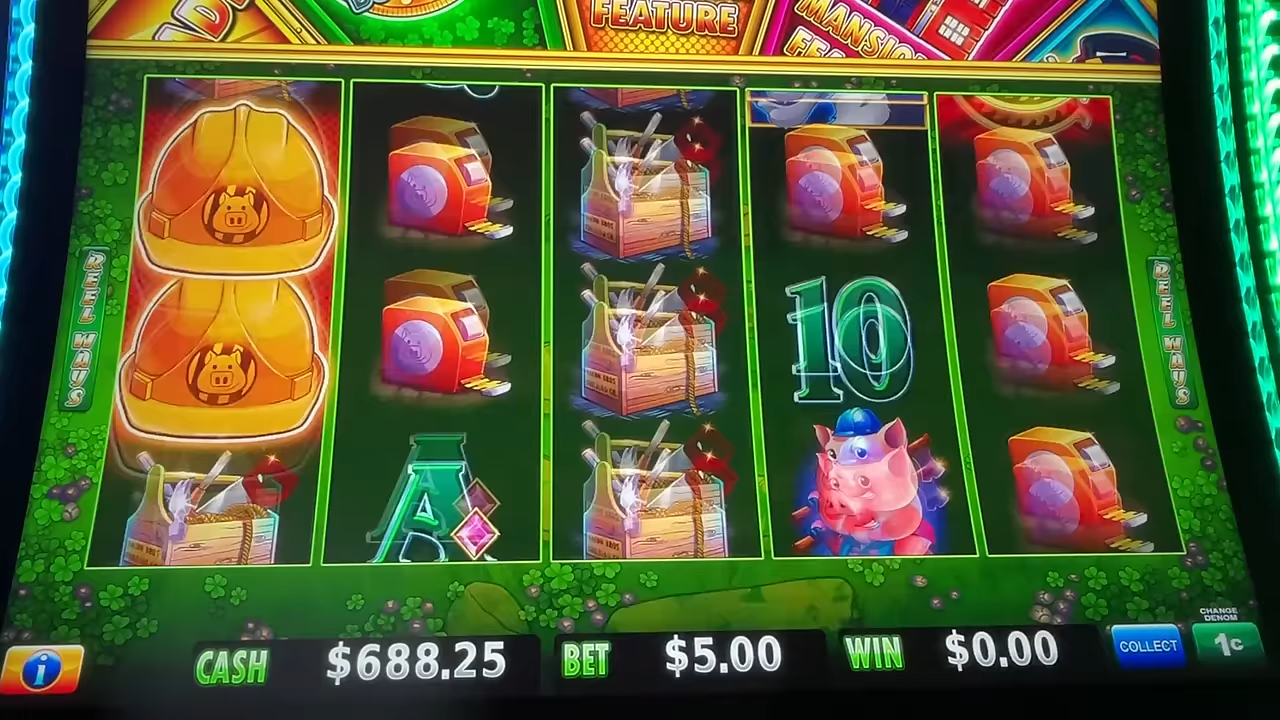 FEATURE
MANSION
REEL WAYS
REEL WAYS
10
A
CHANGE
DENOM
CASH $688.25 BET $5.00 WIN $0.00 COLLECT 1¢
i